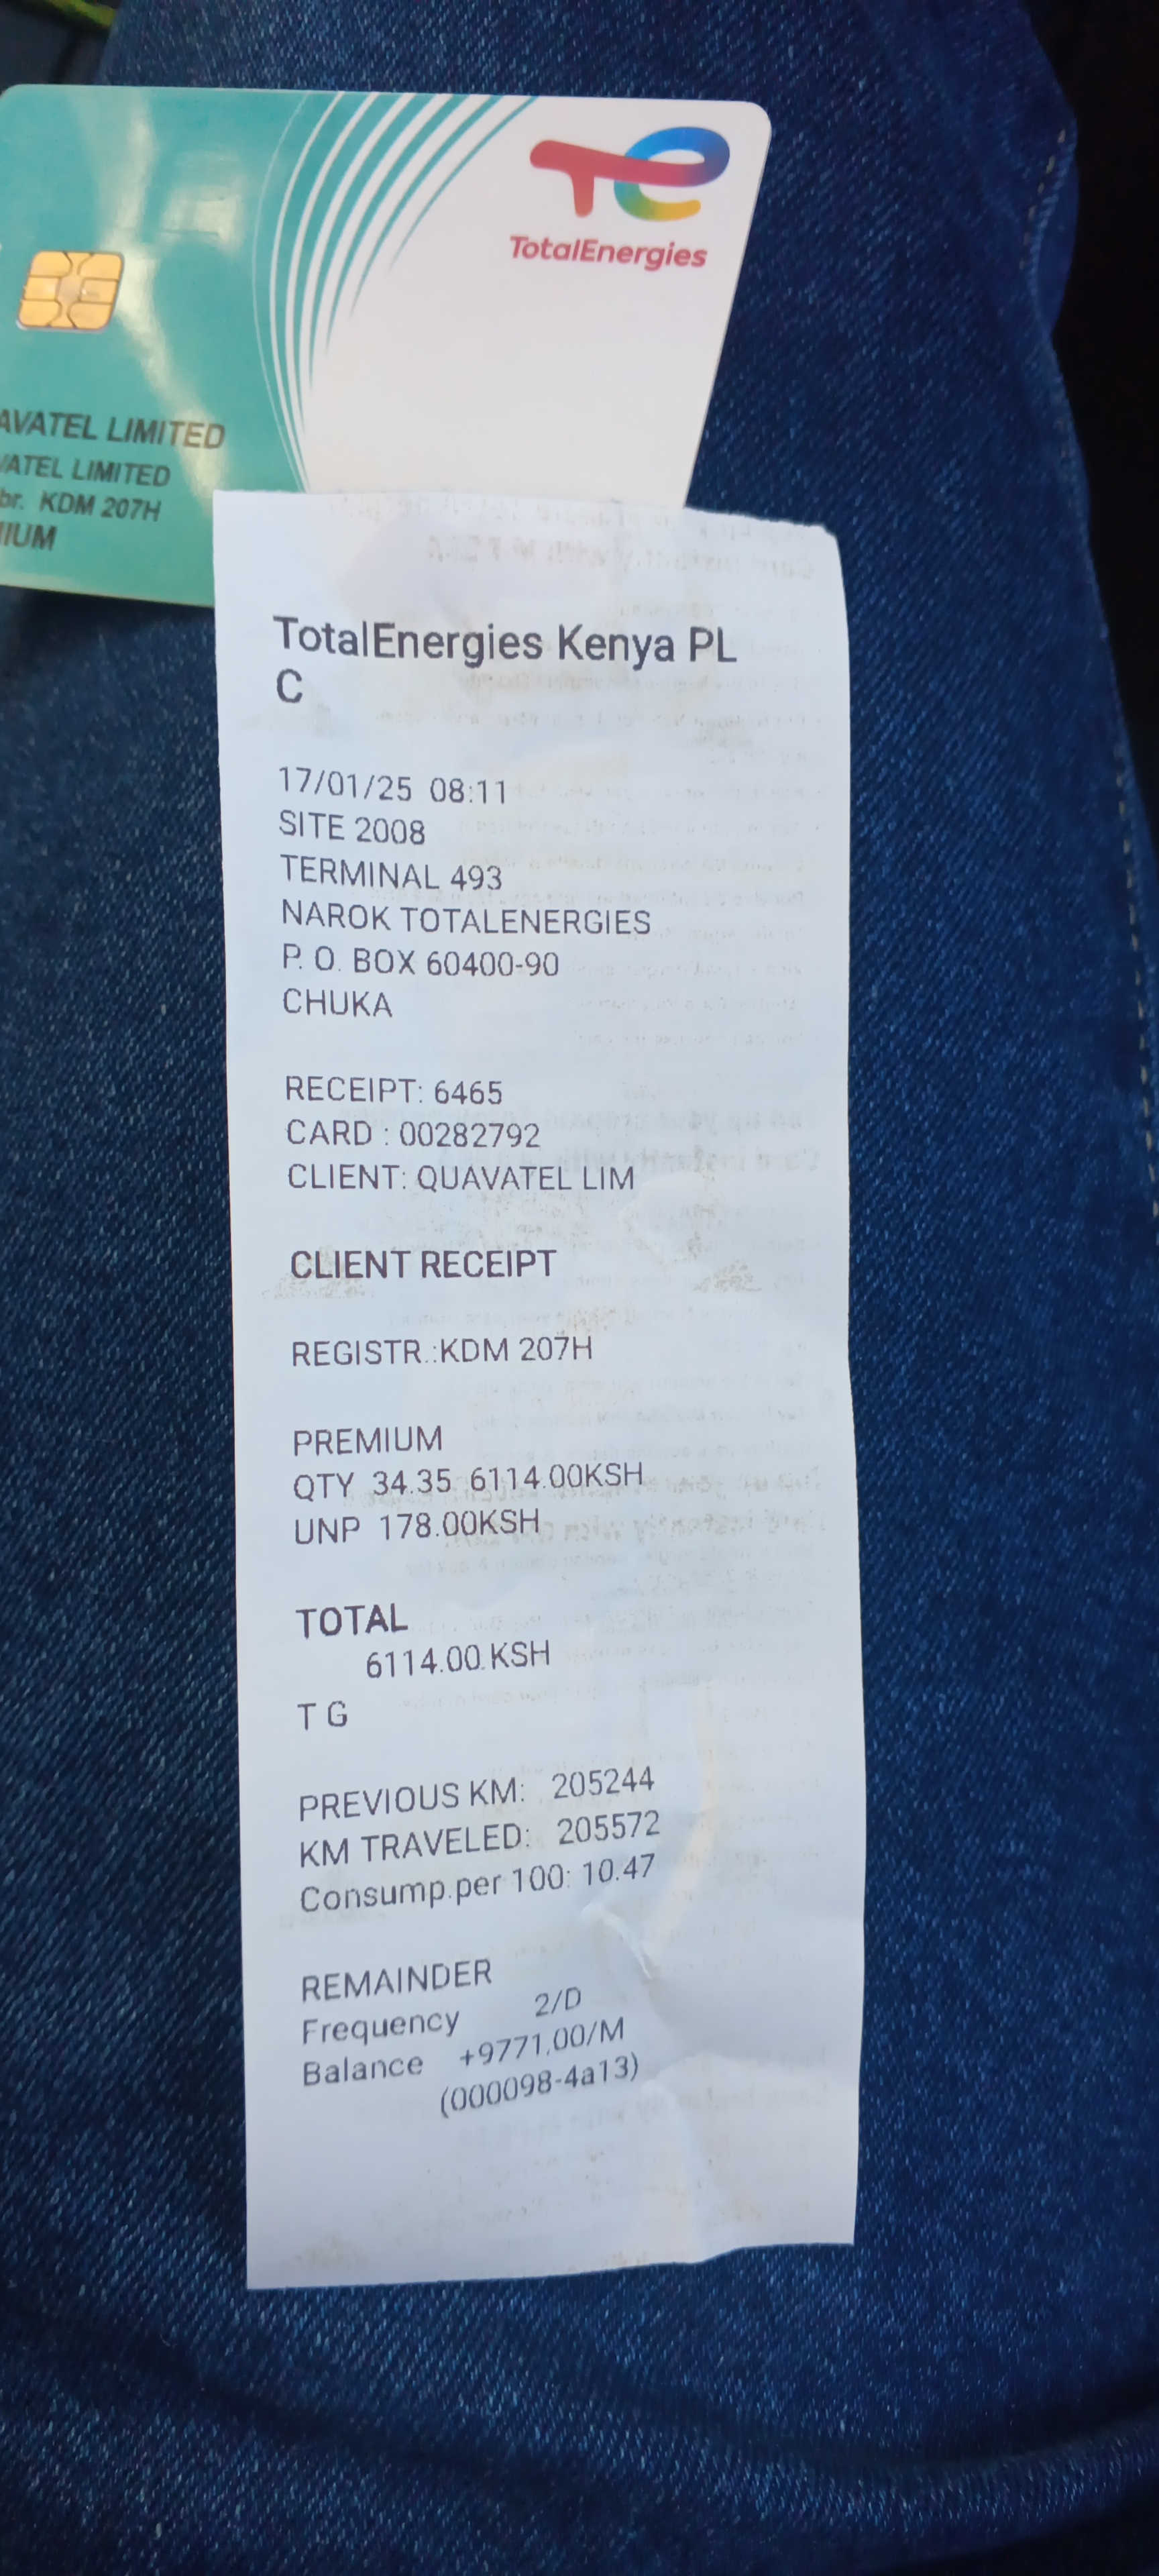 TotalEnergies
AVATEL LIMITED
VATEL LIMITED
br. KDM 207H
IUM
TotalEnergies Kenya PL
C
17/01/25 08:11
SITE 2008
TERMINAL 493
NAROK TOTALENERGIES
P. O. BOX 60400-90
CHUKA
RECEIPT: 6465
CARD : 00282792
CLIENT: QUAVATEL LIM
CLIENT RECEIPT
REGISTR.:KDM 207H
PREMIUM
QTY 34.35 6114.00KSH
UNP 178.00KSH
TOTAL
6114.00 KSH
T G
PREVIOUS KM: 205244
KM TRAVELED: 205572
Consump.per 100: 10.47
REMAINDER
Frequency 2/D
Balance +9771.00/M
(000098-4a13)